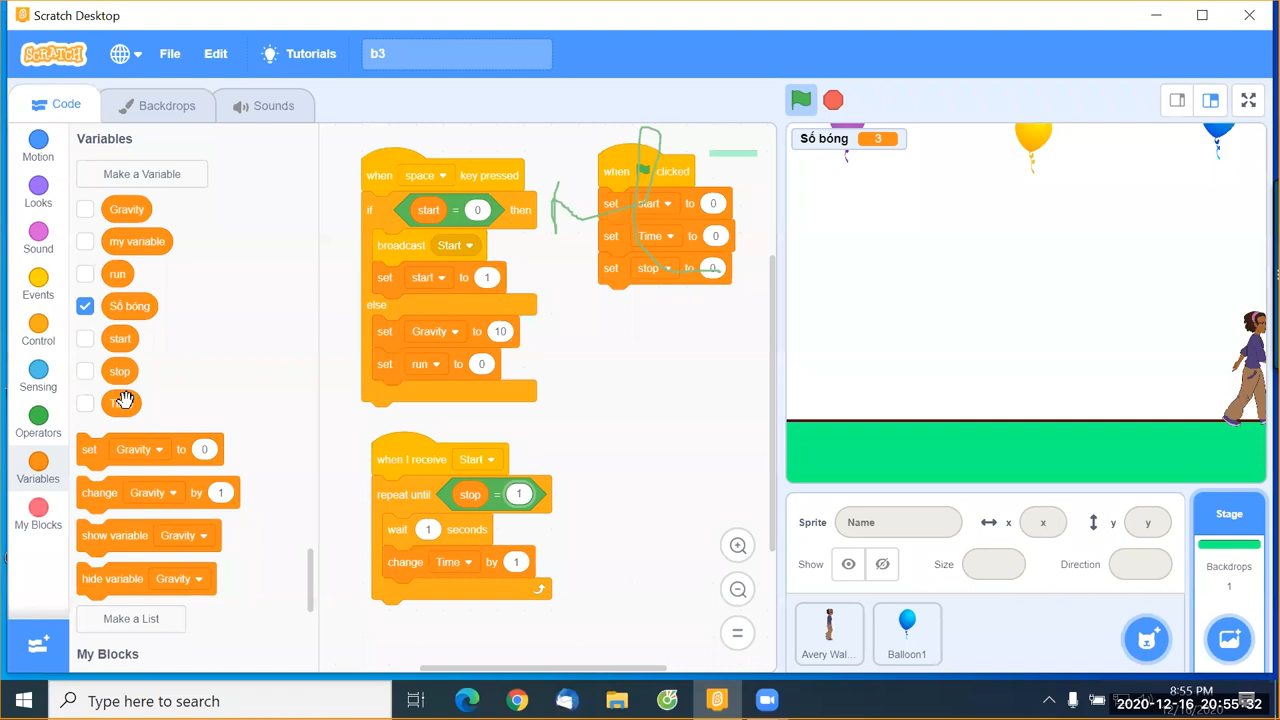 Scratch Desktop
SCRATCH
File
Edit
Tutorials
b3
Code
Backdrops
Sounds
Motion
Looks
Sound
Events
Control
Sensing
Operators
Variables
My Blocks
Variables
Make a Variable
Gravity
my variable
run
Số bóng
start
stop
set Gravity to 0
change Gravity by 1
show variable Gravity
hide variable Gravity
Make a List
My Blocks
when space key pressed
if start = 0 then
broadcast Start
set start to 1
else
set Gravity to 10
set run to 0
when I receive Start
repeat until stop = 1
wait 1 seconds
change Time by 1
when clicked
set start to 0
set Time to 0
set stop to 0
Số bóng 3
Sprite Name x x y y
Show Size Direction
Avery Wal...
Balloon1
Stage
Backdrops
1
Type here to search
8:55 PM
2020-12-16 20:55:32